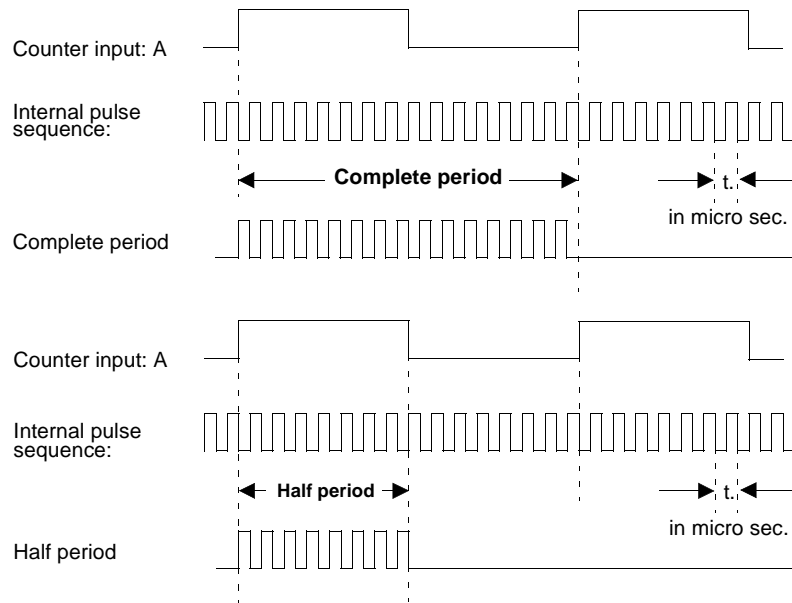 Counter input: A
Internal pulse
sequence:
Complete period
t.
in micro sec.
Complete period
Counter input: A
Internal pulse
sequence:
Half period
t.
in micro sec.
Half period